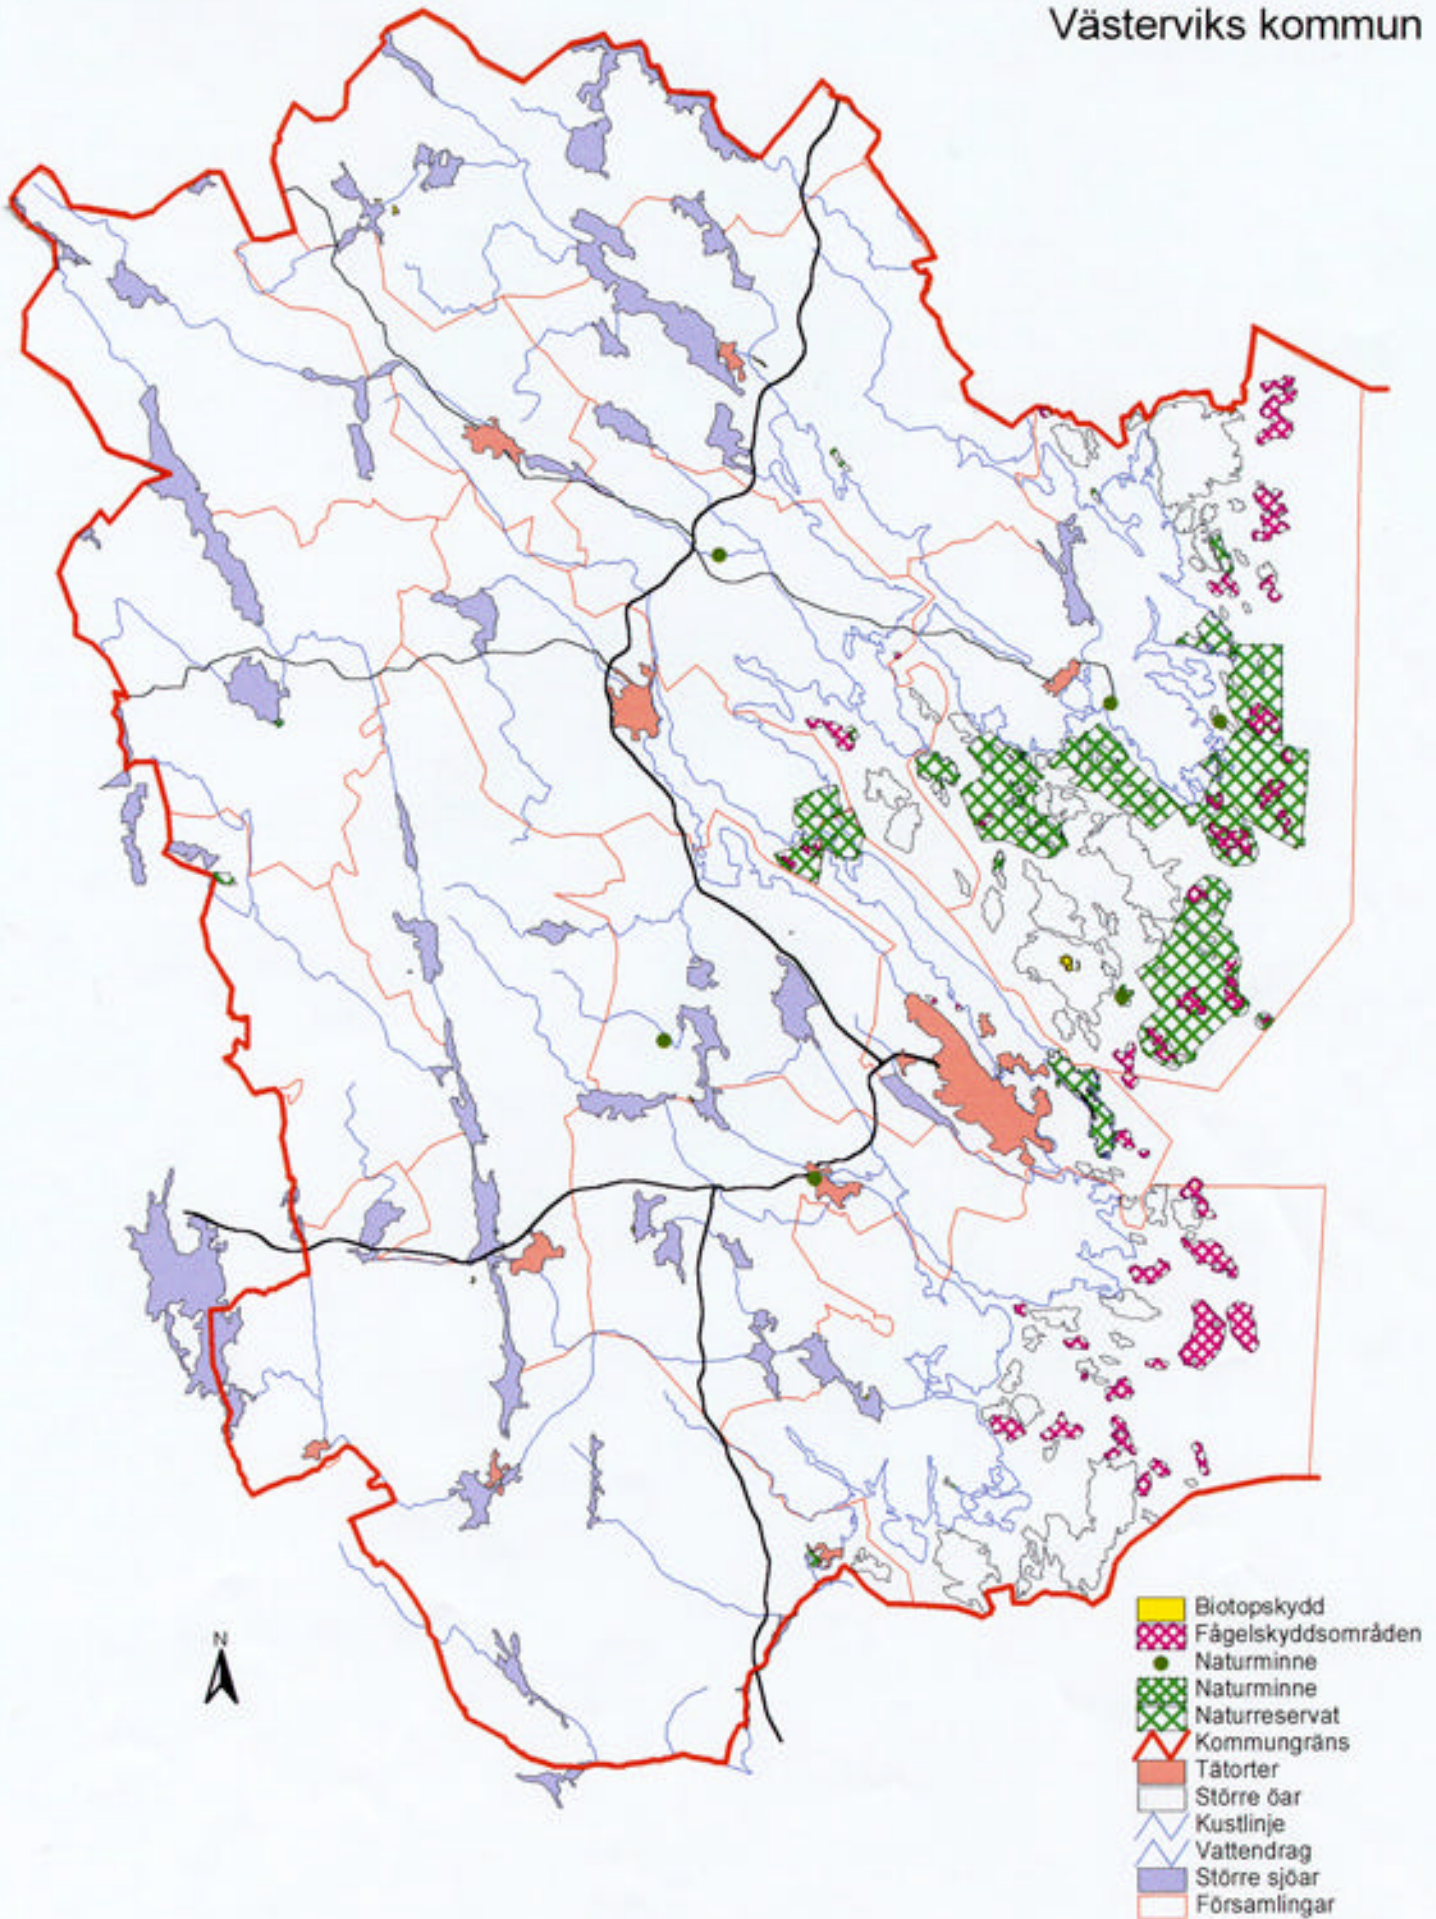 Västerviks kommun
N
Biotopskydd
Fågelskyddsområden
Naturminne
Naturminne
Naturreservat
Kommungräns
Tätorter
Större öar
Kustlinje
Vattendrag
Större sjöar
Församlingar